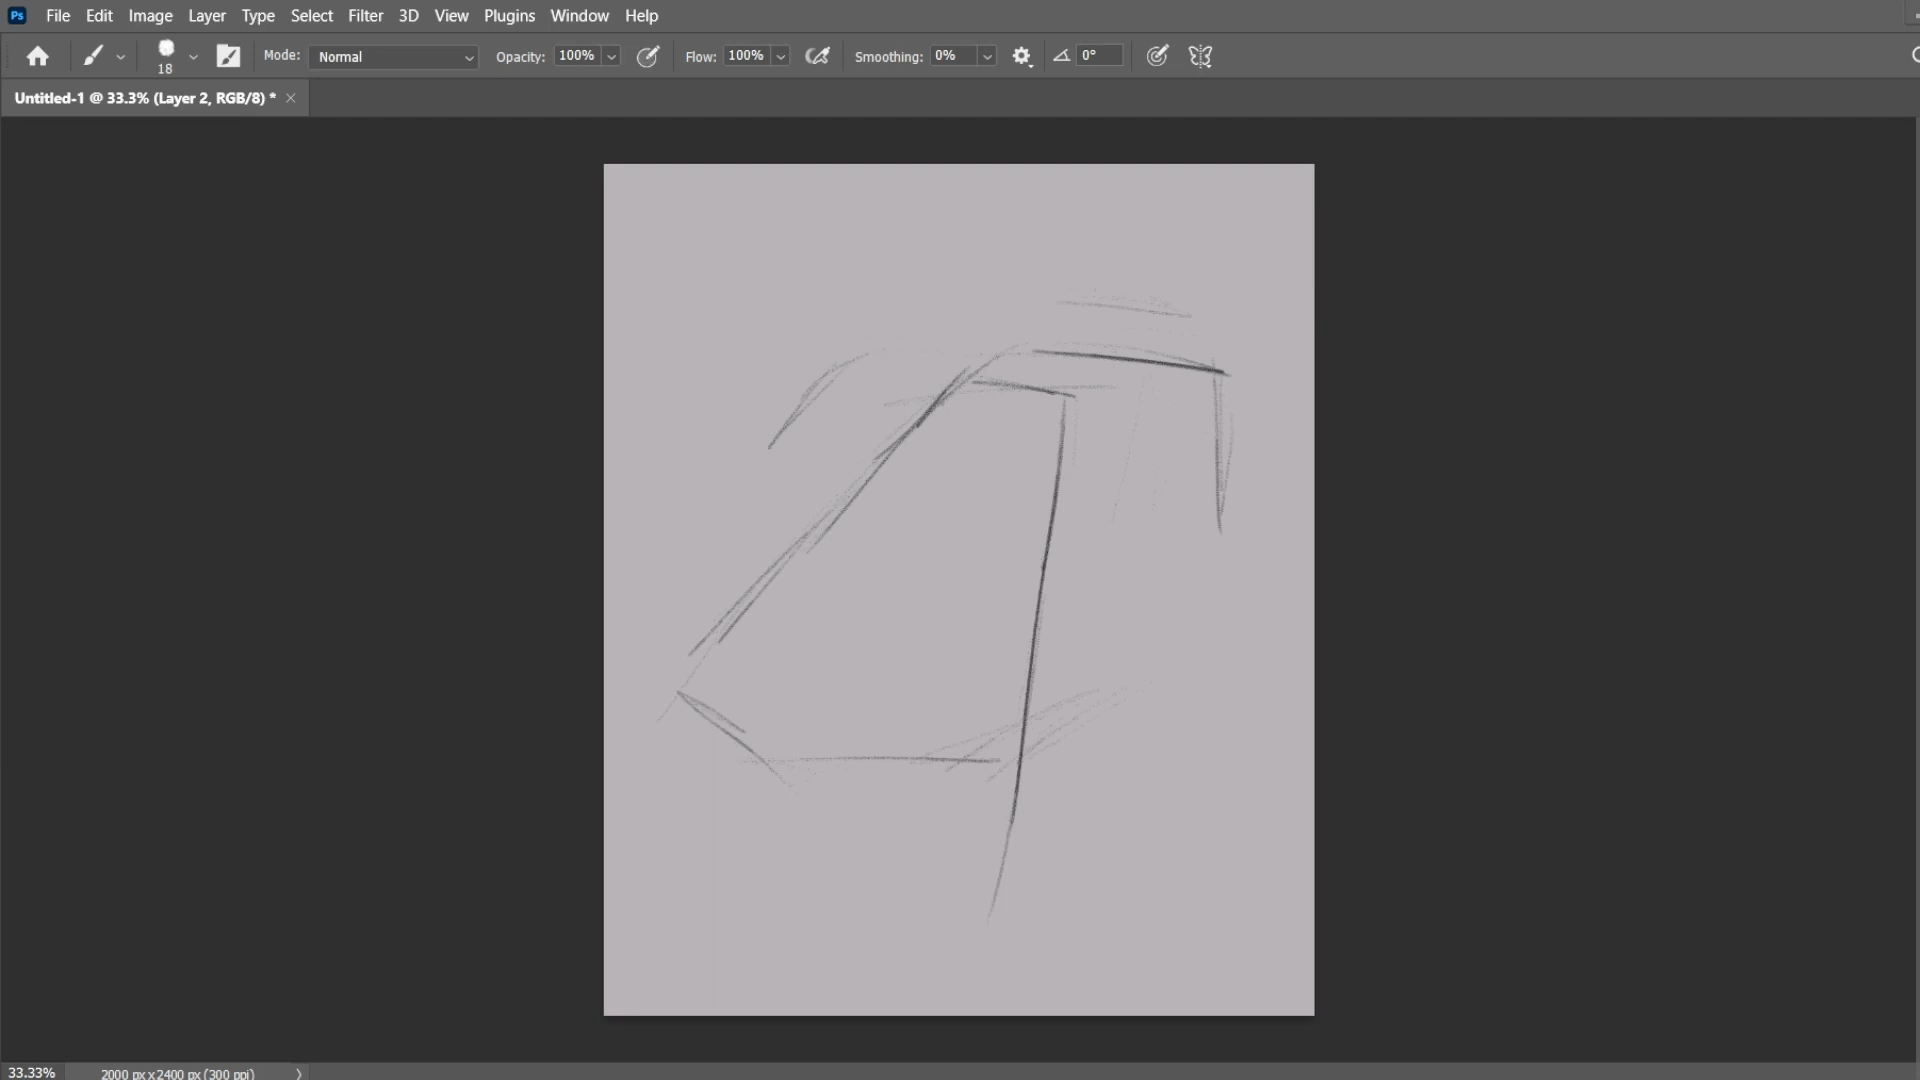 Ps File Edit Image Layer Type Select Filter 3D View Plugins Window Help
18 Mode: Normal Opacity: 100% Flow: 100% Smoothing: 0% 0°
Untitled-1 @ 33.3% (Layer 2, RGB/8) *
33.33% 2000 px x 2400 px (300 ppi)